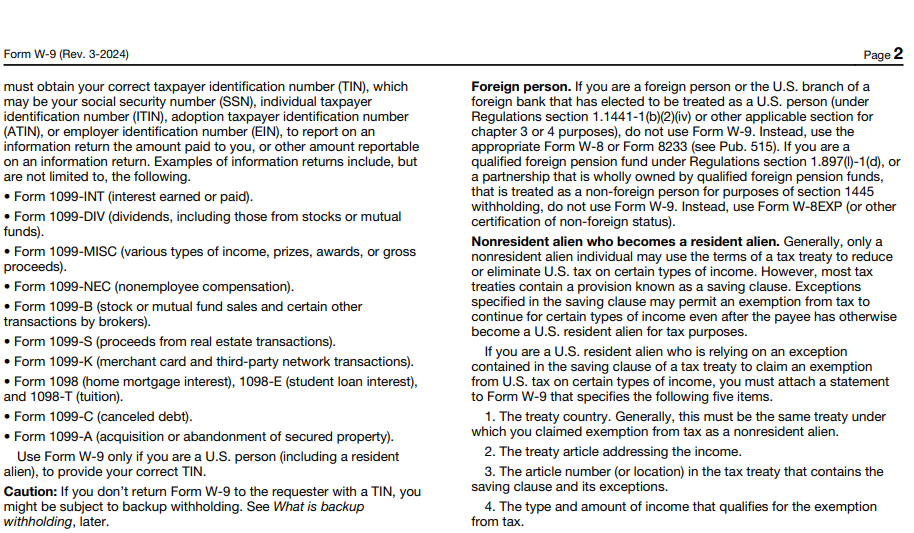 Form W-9 (Rev. 3-2024)
Page 2
must obtain your correct taxpayer identification number (TIN), which
may be your social security number (SSN), individual taxpayer
identification number (ITIN), adoption taxpayer identification number
(ATIN), or employer identification number (EIN), to report on an
information return the amount paid to you, or other amount reportable
on an information return. Examples of information returns include, but
are not limited to, the following.
• Form 1099-INT (interest earned or paid).
• Form 1099-DIV (dividends, including those from stocks or mutual
funds).
• Form 1099-MISC (various types of income, prizes, awards, or gross
proceeds).
• Form 1099-NEC (nonemployee compensation).
• Form 1099-B (stock or mutual fund sales and certain other
transactions by brokers).
• Form 1099-S (proceeds from real estate transactions).
• Form 1099-K (merchant card and third-party network transactions).
• Form 1098 (home mortgage interest), 1098-E (student loan interest),
and 1098-T (tuition).
• Form 1099-C (canceled debt).
• Form 1099-A (acquisition or abandonment of secured property).
Use Form W-9 only if you are a U.S. person (including a resident
alien), to provide your correct TIN.
Caution: If you don't return Form W-9 to the requester with a TIN, you
might be subject to backup withholding. See What is backup
withholding, later.
Foreign person. If you are a foreign person or the U.S. branch of a
foreign bank that has elected to be treated as a U.S. person (under
Regulations section 1.1441-1(b)(2)(iv) or other applicable section for
chapter 3 or 4 purposes), do not use Form W-9. Instead, use the
appropriate Form W-8 or Form 8233 (see Pub. 515). If you are a
qualified foreign pension fund under Regulations section 1.897(l)-1(d), or
a partnership that is wholly owned by qualified foreign pension funds,
that is treated as a non-foreign person for purposes of section 1445
withholding, do not use Form W-9. Instead, use Form W-8EXP (or other
certification of non-foreign status).
Nonresident alien who becomes a resident alien. Generally, only a
nonresident alien individual may use the terms of a tax treaty to reduce
or eliminate U.S. tax on certain types of income. However, most tax
treaties contain a provision known as a saving clause. Exceptions
specified in the saving clause may permit an exemption from tax to
continue for certain types of income even after the payee has otherwise
become a U.S. resident alien for tax purposes.
If you are a U.S. resident alien who is relying on an exception
contained in the saving clause of a tax treaty to claim an exemption
from U.S. tax on certain types of income, you must attach a statement
to Form W-9 that specifies the following five items.
1. The treaty country. Generally, this must be the same treaty under
which you claimed exemption from tax as a nonresident alien.
2. The treaty article addressing the income.
3. The article number (or location) in the tax treaty that contains the
saving clause and its exceptions.
4. The type and amount of income that qualifies for the exemption
from tax.